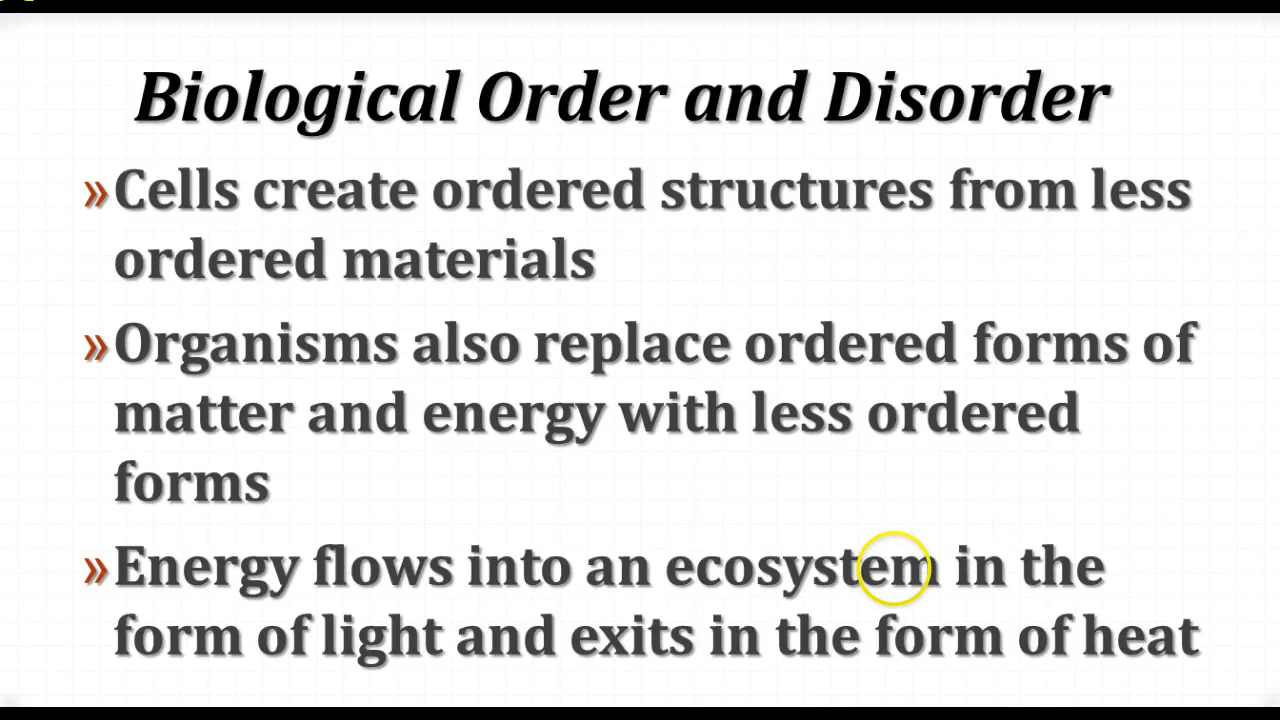 Biological Order and Disorder
»Cells create ordered structures from less
ordered materials
»Organisms also replace ordered forms of
matter and energy with less ordered
forms
»Energy flows into an ecosystem in the
form of light and exits in the form of heat